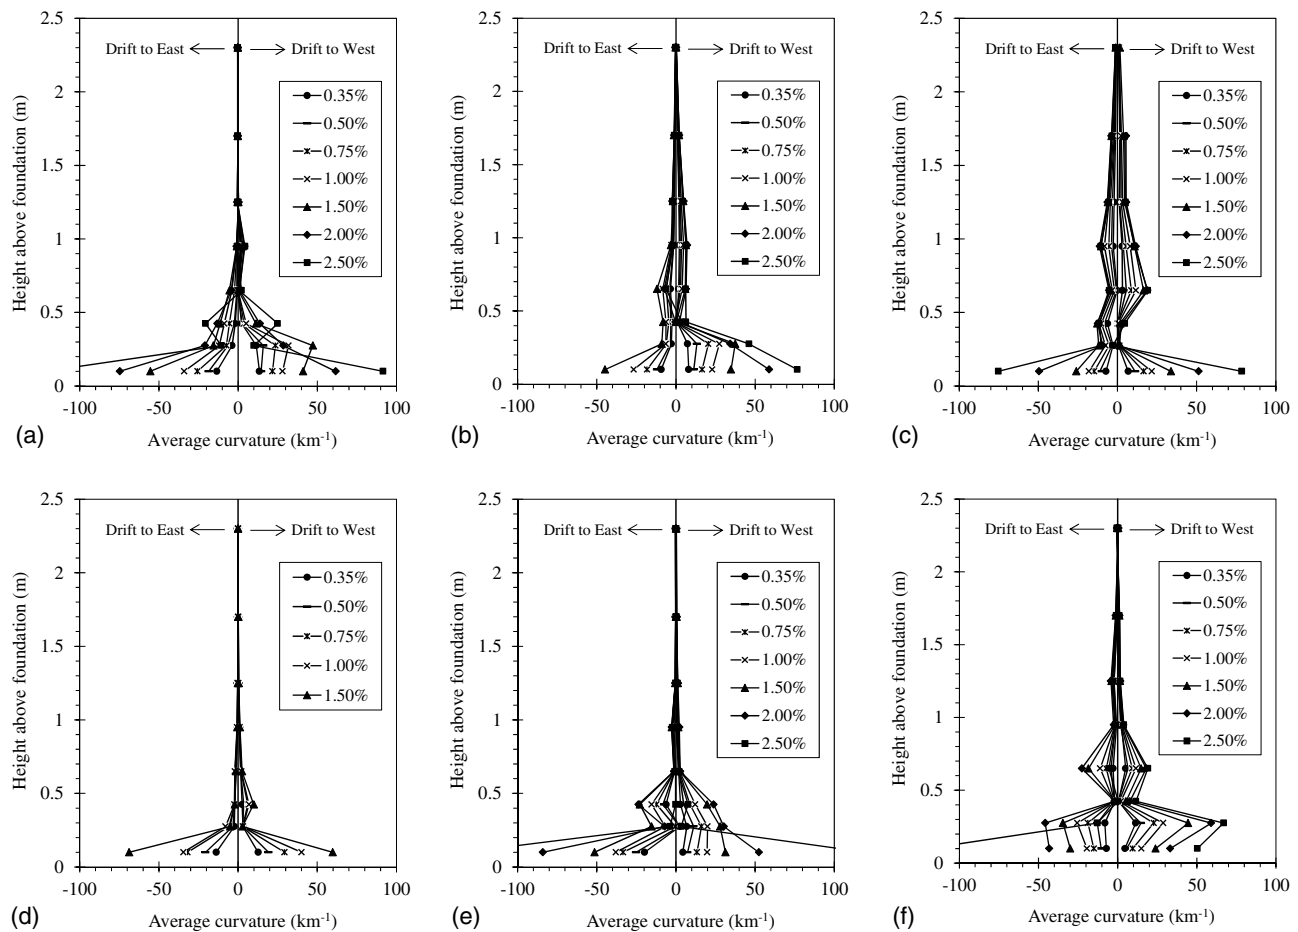 2.5
Drift to East
Drift to West
2
0.35%
0.50%
1.5
0.75%
1.00%
1
1.50%
2.00%
0.5
2.50%
0
-100 -50 0 50 100
Height above foundation (m)
Average curvature (km-1)
(a)
2.5
Drift to East
Drift to West
2
0.35%
0.50%
1.5
0.75%
1.00%
1
1.50%
2.00%
0.5
2.50%
0
-100 -50 0 50 100
Height above foundation (m)
Average curvature (km-1)
(b)
2.5
Drift to East
Drift to West
2
0.35%
0.50%
1.5
0.75%
1.00%
1
1.50%
2.00%
0.5
2.50%
0
-100 -50 0 50 100
Height above foundation (m)
Average curvature (km-1)
(c)
2.5
Drift to East
Drift to West
2
0.35%
0.50%
1.5
0.75%
1.00%
1
1.50%
0.5
0
-100 -50 0 50 100
Height above foundation (m)
Average curvature (km-1)
(d)
2.5
Drift to East
Drift to West
2
0.35%
0.50%
1.5
0.75%
1.00%
1
1.50%
2.00%
0.5
2.50%
0
-100 -50 0 50 100
Height above foundation (m)
Average curvature (km-1)
(e)
2.5
Drift to East
Drift to West
2
0.35%
0.50%
1.5
0.75%
1.00%
1
1.50%
2.00%
0.5
2.50%
0
-100 -50 0 50 100
Height above foundation (m)
Average curvature (km-1)
(f)